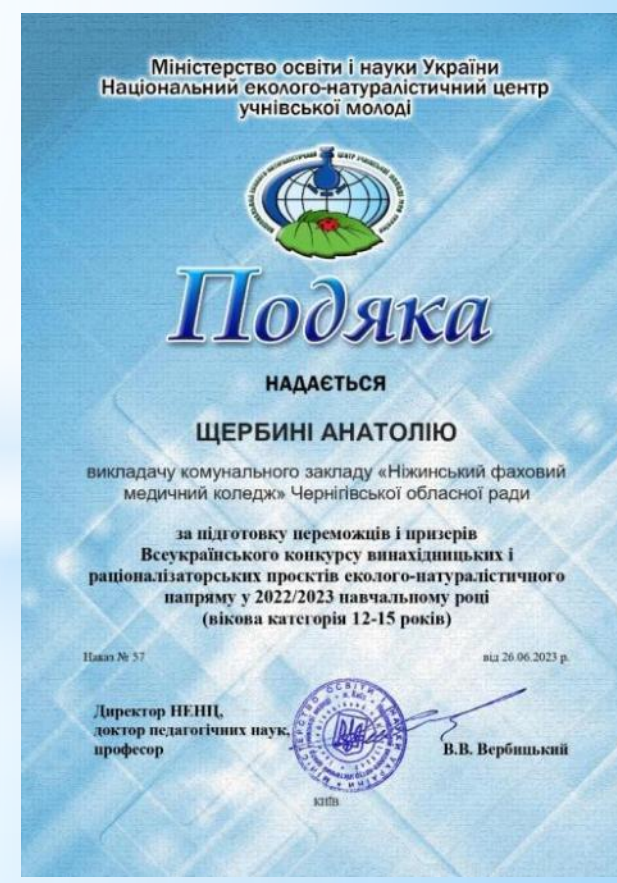 Міністерство освіти і науки України
Національний еколого-натуралістичний центр
учнівської молоді
Подяка
НАДАЄТЬСЯ
ЩЕРБИНІ АНАТОЛІЮ
викладачу комунального закладу «Ніжинський фаховий
медичний коледж» Чернігівської обласної ради
за підготовку переможців і призерів
Всеукраїнського конкурсу винахідницьких і
раціоналізаторських проєктів еколого-натуралістичного
напряму у 2022/2023 навчальному році
(вікова категорія 12-15 років)
Наказ № 57
від 26.06.2023 р.
Директор НЕНЦ,
доктор педагогічних наук,
професор
В.В. Вербицький
КИЇВ